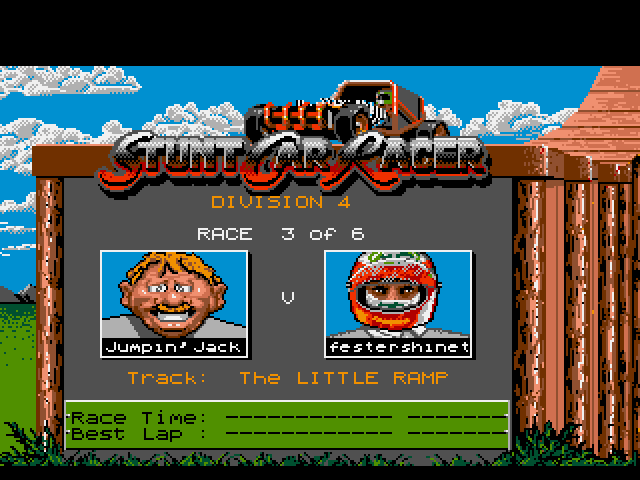 STUNT CAR RACER
DIVISION 4
RACE 3 of 6
v
Jumpin' Jack
festershinet
Track: The LITTLE RAMP
Race Time: ------------ -------
Best Lap : ------------ -------